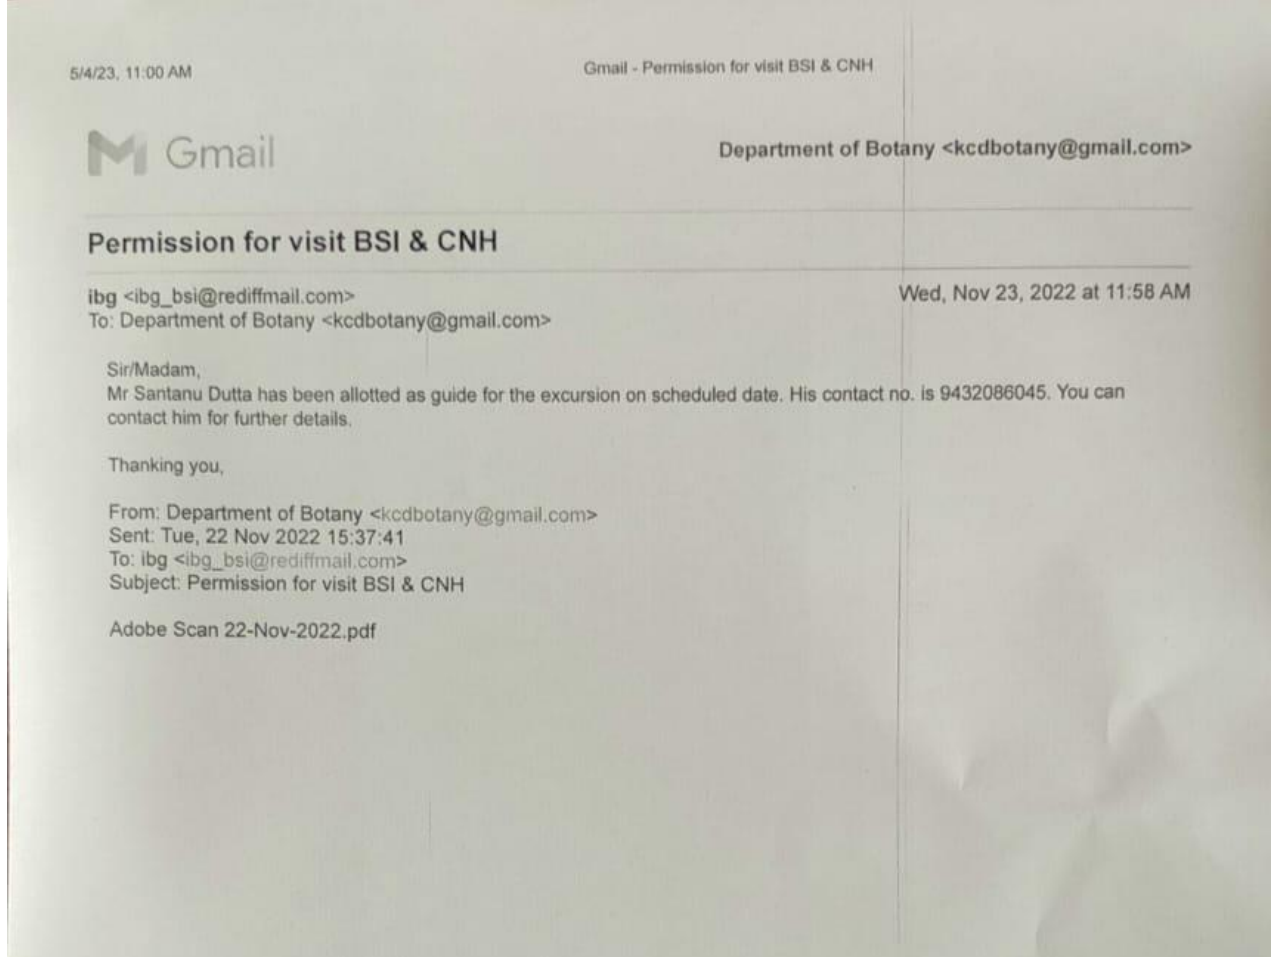 5/4/23, 11:00 AM
Gmail - Permission for visit BSI & CNH
Gmail
Department of Botany <kcdbotany@gmail.com>
Permission for visit BSI & CNH
ibg <ibg_bsi@rediffmail.com>
Wed, Nov 23, 2022 at 11:58 AM
To: Department of Botany <kcdbotany@gmail.com>
Sir/Madam,
Mr Santanu Dutta has been allotted as guide for the excursion on scheduled date. His contact no. is 9432086045. You can
contact him for further details.
Thanking you,
From: Department of Botany <kcdbotany@gmail.com>
Sent: Tue, 22 Nov 2022 15:37:41
To: ibg <ibg_bsi@rediffmail.com>
Subject: Permission for visit BSI & CNH
Adobe Scan 22-Nov-2022.pdf